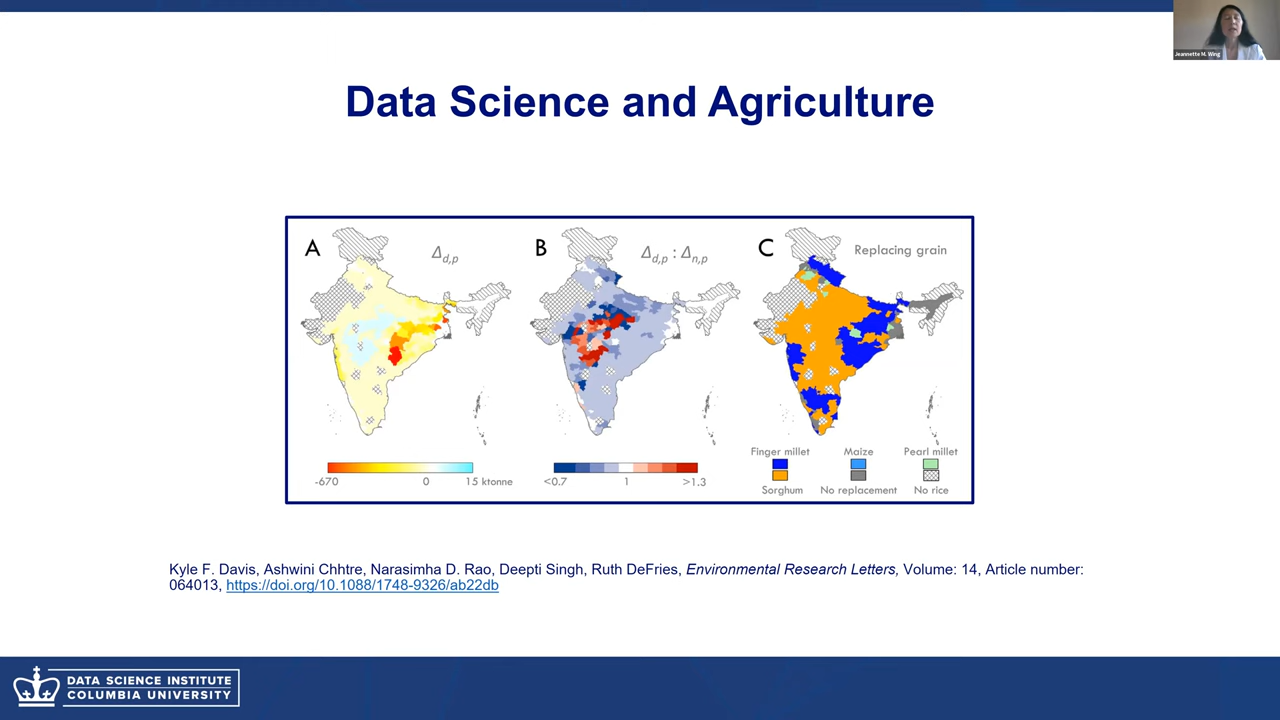 Jeannette M. Wing
Data Science and Agriculture
A
Δd,p
B
Δd,p : Δn,p
C
Replacing grain
-670
0
15 ktonne
<0.7
1
>1.3
Finger millet
Maize
Pearl millet
Sorghum
No replacement
No rice
Kyle F. Davis, Ashwini Chhtre, Narasimha D. Rao, Deepti Singh, Ruth DeFries, Environmental Research Letters, Volume: 14, Article number:
064013, https://doi.org/10.1088/1748-9326/ab22db
DATA SCIENCE INSTITUTE
COLUMBIA UNIVERSITY